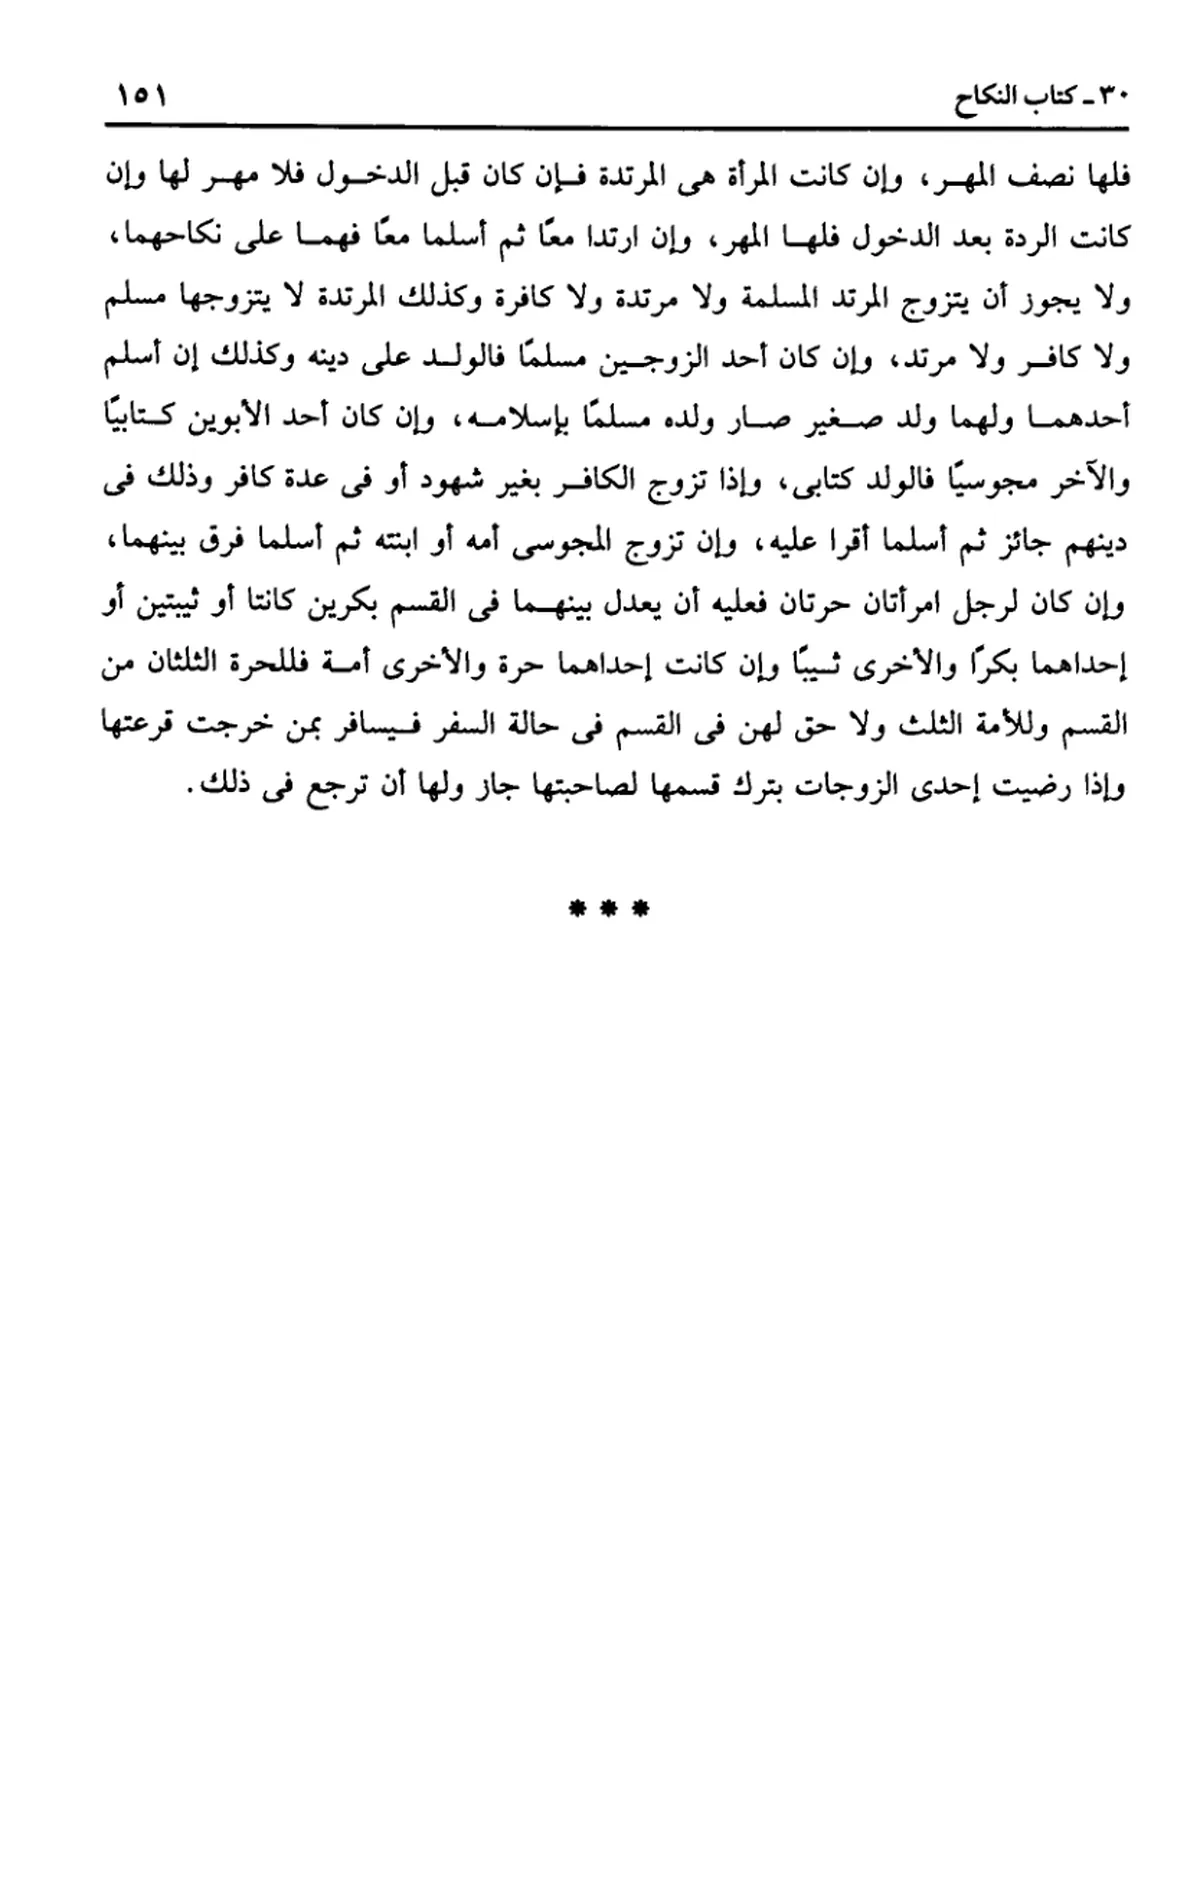 ٣٠ ـ كتاب النكاح ١٥١
فلها نصف المهر، وإن كانت المرأة هى المرتدة فإن كان قبل الدخول فلا مهر لها وإن
كانت الردة بعد الدخول فلها المهر، وإن ارتدا معًا ثم أسلما معًا فهما على نكاحهما،
ولا يجوز أن يتزوج المرتد المسلمة ولا مرتدة ولا كافرة وكذلك المرتدة لا يتزوجها مسلم
ولا كافر ولا مرتد، وإن كان أحد الزوجين مسلمًا فالولد على دينه وكذلك إن أسلم
أحدهما ولهما ولد صغير صار ولده مسلمًا بإسلامه، وإن كان أحد الأبوين كتابيًا
والآخر مجوسيًا فالولد كتابى، وإذا تزوج الكافر بغير شهود أو فى عدة كافر وذلك فى
دينهم جائز ثم أسلما أقرا عليه، وإن تزوج المجوسى أمه أو ابنته ثم أسلما فرق بينهما،
وإن كان لرجل امرأتان حرتان فعليه أن يعدل بينهما فى القسم بكرين كانتا أو ثيبتين أو
إحداهما بكرًا والأخرى ثيبًا وإن كانت إحداهما حرة والأخرى أمة فللحرة الثلثان من
القسم وللأمة الثلث ولا حق لهن فى القسم فى حالة السفر فيسافر بمن خرجت قرعتها
وإذا رضيت إحدى الزوجات بترك قسمها لصاحبتها جاز ولها أن ترجع فى ذلك.
* * *